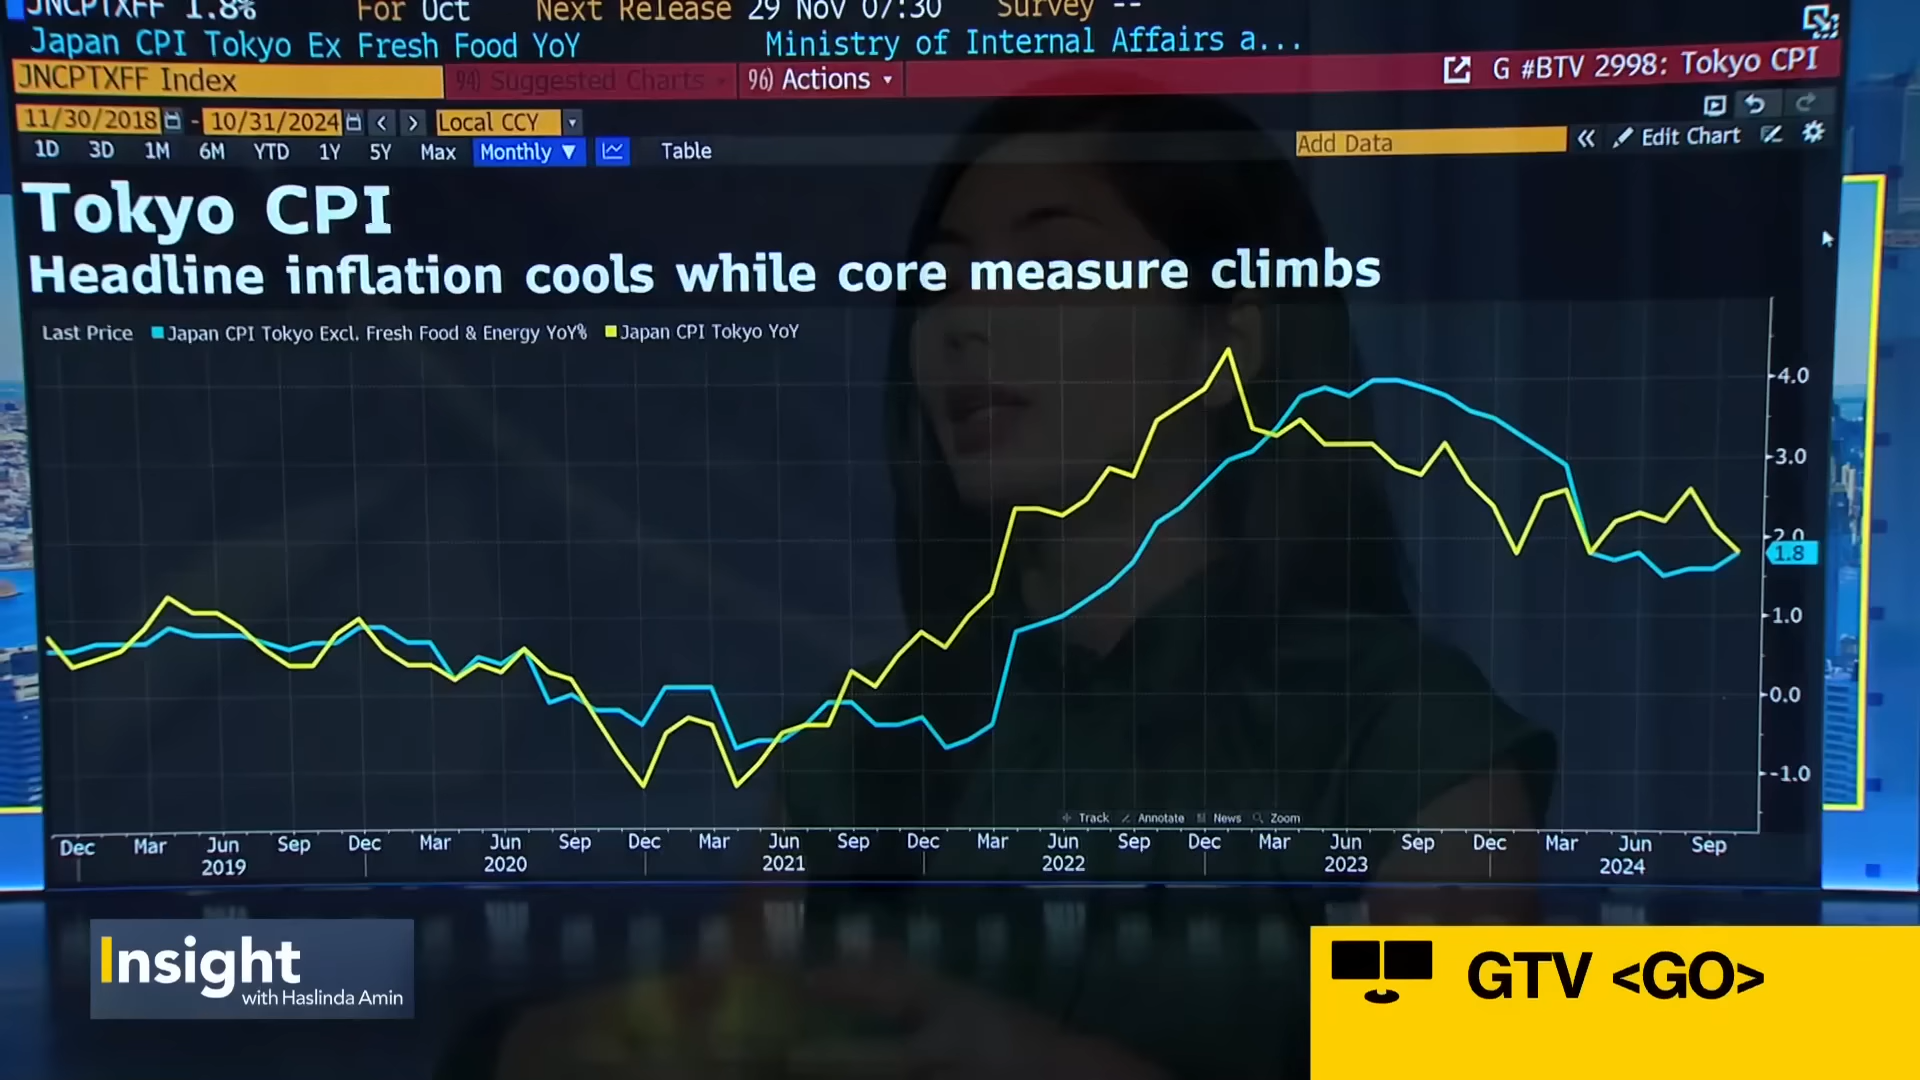 JNCPTXFF 1.8% For Oct Next Release 29 Nov 07:30 Survey --
Japan CPI Tokyo Ex Fresh Food YoY Ministry of Internal Affairs a...
JNCPTXFF Index 94) Suggested Charts 96) Actions G #BTV 2998: Tokyo CPI
11/30/2018 - 10/31/2024 Local CCY
1D 3D 1M 6M YTD 1Y 5Y Max Monthly ▼ Table Add Data « Edit Chart
Tokyo CPI
Headline inflation cools while core measure climbs
Last Price Japan CPI Tokyo Excl. Fresh Food & Energy YoY% Japan CPI Tokyo YoY
4.0
3.0
2.0
1.8
1.0
0.0
-1.0
Track Annotate News Zoom
Dec Mar Jun Sep Dec Mar Jun Sep Dec Mar Jun Sep Dec Mar Jun Sep Dec Mar Jun Sep Dec Mar Jun Sep
2019 2020 2021 2022 2023 2024
Insight
with Haslinda Amin
GTV <GO>